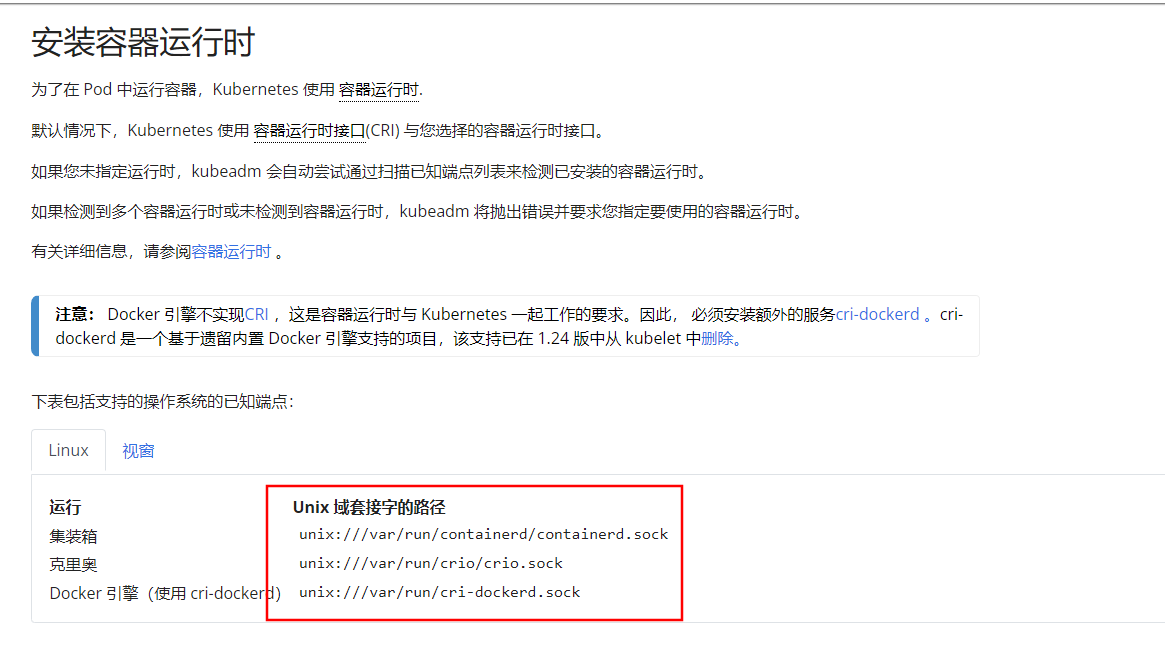 安装容器运行时
为了在 Pod 中运行容器，Kubernetes 使用 容器运行时.
默认情况下，Kubernetes 使用 容器运行时接口(CRI) 与您选择的容器运行时接口。
如果您未指定运行时，kubeadm 会自动尝试通过扫描已知端点列表来检测已安装的容器运行时。
如果检测到多个容器运行时或未检测到容器运行时，kubeadm 将抛出错误并要求您指定要使用的容器运行时。
有关详细信息，请参阅容器运行时 。
注意： Docker 引擎不实现CRI ，这是容器运行时与 Kubernetes 一起工作的要求。因此， 必须安装额外的服务cri-dockerd 。cri-
dockerd 是一个基于遗留内置 Docker 引擎支持的项目，该支持已在 1.24 版中从 kubelet 中删除。
下表包括支持的操作系统的已知端点：
Linux 视窗
运行 Unix 域套接字的路径
集装箱 unix:///var/run/containerd/containerd.sock
克里奥 unix:///var/run/crio/crio.sock
Docker 引擎（使用 cri-dockerd） unix:///var/run/cri-dockerd.sock